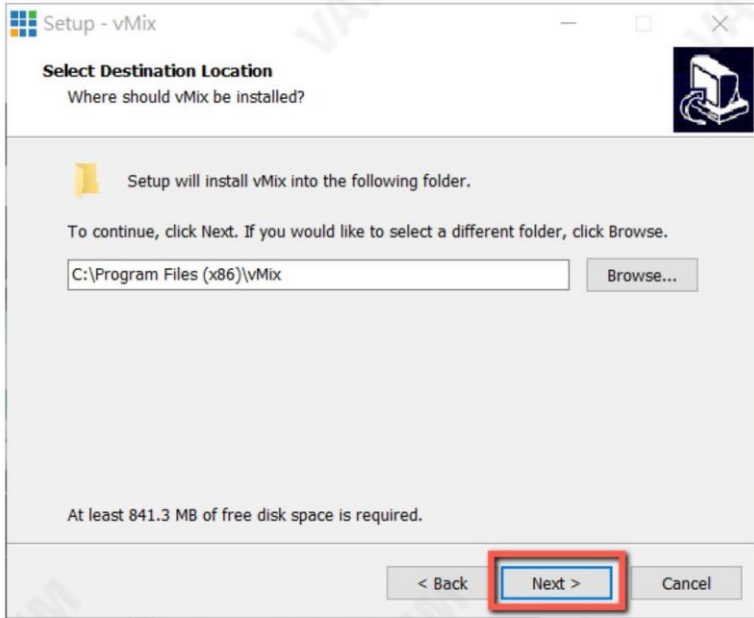 Setup - vMix
Select Destination Location
Where should vMix be installed?
Setup will install vMix into the following folder.
To continue, click Next. If you would like to select a different folder, click Browse.
C:\Program Files (x86)\vMix
Browse...
At least 841.3 MB of free disk space is required.
< Back
Next >
Cancel